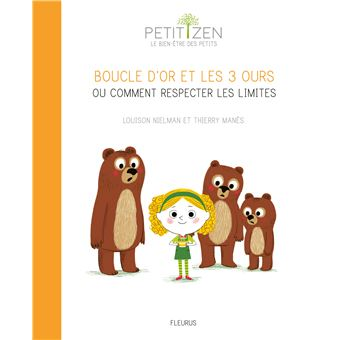 PETIT ZEN
LE BIEN-ÊTRE DES PETITS
BOUCLE D'OR ET LES 3 OURS
OU COMMENT RESPECTER LES LIMITES
LOUISON NIELMAN ET THIERRY MANÈS
FLEURUS